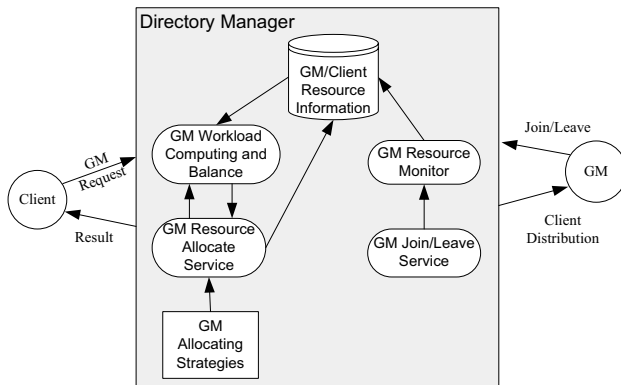 Directory Manager
GM/Client
Resource
Information
GM Workload
Computing and
Balance
GM Resource
Monitor
GM Resource
Allocate
Service
GM Join/Leave
Service
GM
Allocating
Strategies
Client
GM
Request
Result
Join/Leave
GM
Client
Distribution